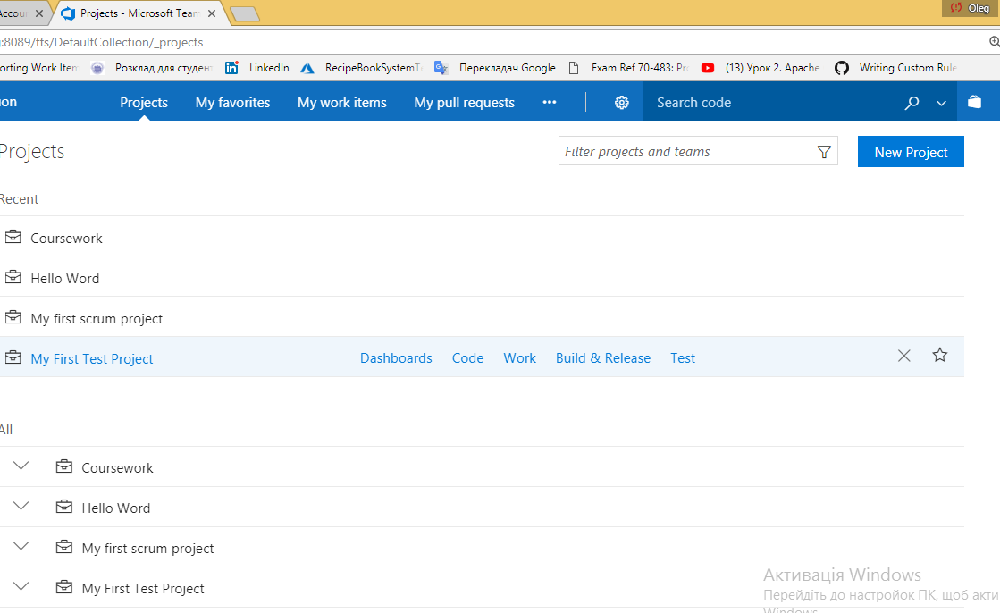 Accou Projects - Microsoft Team Oleg
:8089/tfs/DefaultCollection/_projects
orting Work Item Розклад для студен LinkedIn RecipeBookSystemT Перекладач Google Exam Ref 70-483: Pro (13) Урок 2. Apache Writing Custom Rule
ion Projects My favorites My work items My pull requests ••• Search code
Projects Filter projects and teams New Project
Recent
Coursework
Hello Word
My first scrum project
My First Test Project Dashboards Code Work Build & Release Test
All
Coursework
Hello Word
My first scrum project
My First Test Project
Активація Windows
Перейдіть до настройок ПК, щоб акти
Windows.